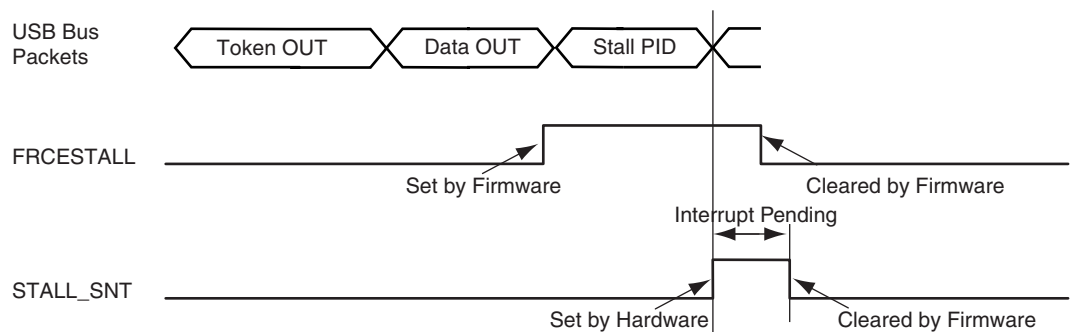 USB Bus
Packets
Token OUT
Data OUT
Stall PID
FRCESTALL
Set by Firmware
Cleared by Firmware
Interrupt Pending
STALL_SNT
Set by Hardware
Cleared by Firmware